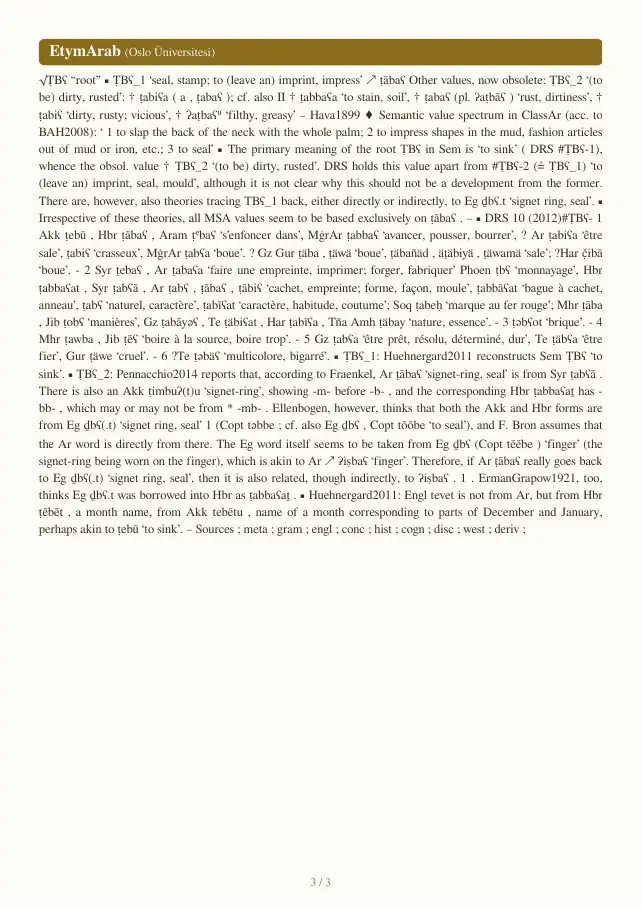 EtymArab (Oslo Üniversitesi)
√ṬBʕ “root” ▪ ṬBʕ_1 ‘seal, stamp; to (leave an) imprint, impress’ ↗ ṭābaʕ Other values, now obsolete: ṬBʕ_2 ‘(to
be) dirty, rusted’: † ṭabiʕa ( a , ṭabaʕ ); cf. also II † ṭabbaʕa ‘to stain, soil’, † ṭabaʕ (pl. ʔaṭbāʕ ) ‘rust, dirtiness’, †
ṭabiʕ ‘dirty, rusty; vicious’, † ʔaṭbaʕᵘ ‘filthy, greasy’ – Hava1899 ♦ Semantic value spectrum in ClassAr (acc. to
BAH2008): ‘ 1 to slap the back of the neck with the whole palm; 2 to impress shapes in the mud, fashion articles
out of mud or iron, etc.; 3 to seal’ ▪ The primary meaning of the root ṬBʕ in Sem is ‘to sink’ ( DRS #ṬBʕ-1),
whence the obsol. value † ṬBʕ_2 ‘(to be) dirty, rusted’. DRS holds this value apart from #ṬBʕ-2 (≙ ṬBʕ_1) ‘to
(leave an) imprint, seal, mould’, although it is not clear why this should not be a development from the former.
There are, however, also theories tracing ṬBʕ_1 back, either directly or indirectly, to Eg ḏbʕ.t ‘signet ring, seal’. ▪
Irrespective of these theories, all MSA values seem to be based exclusively on ṭābaʕ . – ▪ DRS 10 (2012)#ṬBʕ- 1
Akk ṭebū , Hbr ṭābaʕ , Aram ṭᵉbaʕ ‘s’enfoncer dans’, MġrAr ṭabbaʕ ‘avancer, pousser, bourrer’, ? Ar ṭabiʕa ‘être
sale’, ṭabiʕ ‘crasseux’, MġrAr ṭabʕa ‘boue’. ? Gz Gur ṭäba , ṭäwä ‘boue’, ṭäbañäd , äṭäbiyä , ṭäwamä ‘sale’; ?Har č̣ibä
‘boue’. - 2 Syr ṭebaʕ , Ar ṭabaʕa ‘faire une empreinte, imprimer; forger, fabriquer’ Phoen ṭbʕ ‘monnayage’, Hbr
ṭabbaʕat , Syr ṭabʕā , Ar ṭabʕ , ṭābaʕ , ṭābiʕ ‘cachet, empreinte; forme, façon, moule’, ṭabbāʕat ‘bague à cachet,
anneau’, ṭabʕ ‘naturel, caractère’, ṭabīʕat ‘caractère, habitude, coutume’; Soq ṭabeḥ ‘marque au fer rouge’; Mhr ṭāba
, Jib ṭobʕ ‘manières’, Gz ṭabāyəʕ , Te ṭäbiʕat , Har ṭabīʕa , Tña Amh ṭäbay ‘nature, essence’. - 3 ṭəbʕot ‘brique’. - 4
Mhr ṭawba , Jib ṭēʕ ‘boire à la source, boire trop’. - 5 Gz ṭabʕa ‘être prêt, résolu, déterminé, dur’, Te ṭäbʕa ‘être
fier’, Gur ṭäwe ‘cruel’. - 6 ?Te ṭəbäʕ ‘multicolore, bigarré’. ▪ ṬBʕ_1: Huehnergard2011 reconstructs Sem ṬBʕ ‘to
sink’. ▪ ṬBʕ_2: Pennacchio2014 reports that, according to Fraenkel, Ar ṭābaʕ ‘signet-ring, seal’ is from Syr ṭabʕā .
There is also an Akk ṭimbuʔ(t)u ‘signet-ring’, showing -m- before -b- , and the corresponding Hbr ṭabbaʕaṯ has -
bb- , which may or may not be from * -mb- . Ellenbogen, however, thinks that both the Akk and Hbr forms are
from Eg ḏbʕ(.t) ‘signet ring, seal’ 1 (Copt təbbe ; cf. also Eg ḏbʕ , Copt tōōbe ‘to seal’), and F. Bron assumes that
the Ar word is directly from there. The Eg word itself seems to be taken from Eg ḏbʕ (Copt tēēbe ) ‘finger’ (the
signet-ring being worn on the finger), which is akin to Ar ↗ ʔiṣbaʕ ‘finger’. Therefore, if Ar ṭābaʕ really goes back
to Eg ḏbʕ(.t) ‘signet ring, seal’, then it is also related, though indirectly, to ʔiṣbaʕ . 1 . ErmanGrapow1921, too,
thinks Eg ḏbʕ.t was borrowed into Hbr as ṭabbaʕaṯ . ▪ Huehnergard2011: Engl tevet is not from Ar, but from Hbr
ṭēbēt , a month name, from Akk tebētu , name of a month corresponding to parts of December and January,
perhaps akin to ṭebū ‘to sink’. – Sources ; meta ; gram ; engl ; conc ; hist ; cogn ; disc ; west ; deriv ;
3 / 3